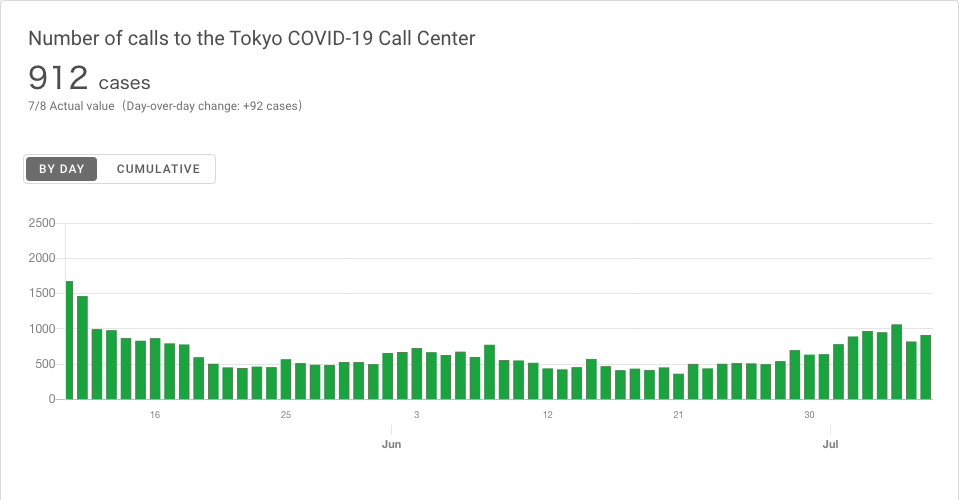 Number of calls to the Tokyo COVID-19 Call Center
912 cases
7/8 Actual value（Day-over-day change: +92 cases）
BY DAY CUMULATIVE
2500
2000
1500
1000
500
0
16 25 3 12 21 30
Jun Jul